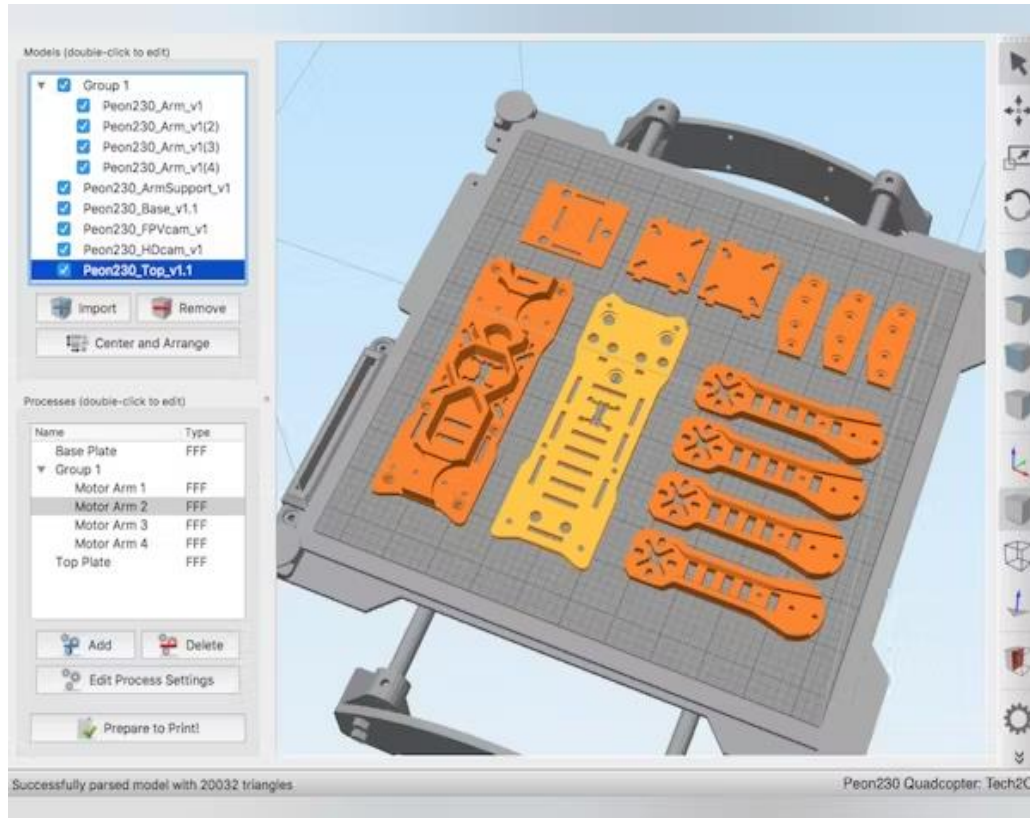 Models (double-click to edit)
Group 1
Peon230_Arm_v1
Peon230_Arm_v1(2)
Peon230_Arm_v1(3)
Peon230_Arm_v1(4)
Peon230_ArmSupport_v1
Peon230_Base_v1.1
Peon230_FPVcam_v1
Peon230_HDcam_v1
Peon230_Top_v1.1
Import Remove
Center and Arrange
Processes (double-click to edit)
Name Type
Base Plate FFF
Group 1
Motor Arm 1 FFF
Motor Arm 2 FFF
Motor Arm 3 FFF
Motor Arm 4 FFF
Top Plate FFF
Add Delete
Edit Process Settings
Prepare to Print!
Successfully parsed model with 20032 triangles
Peon230 Quadcopter: Tech2C